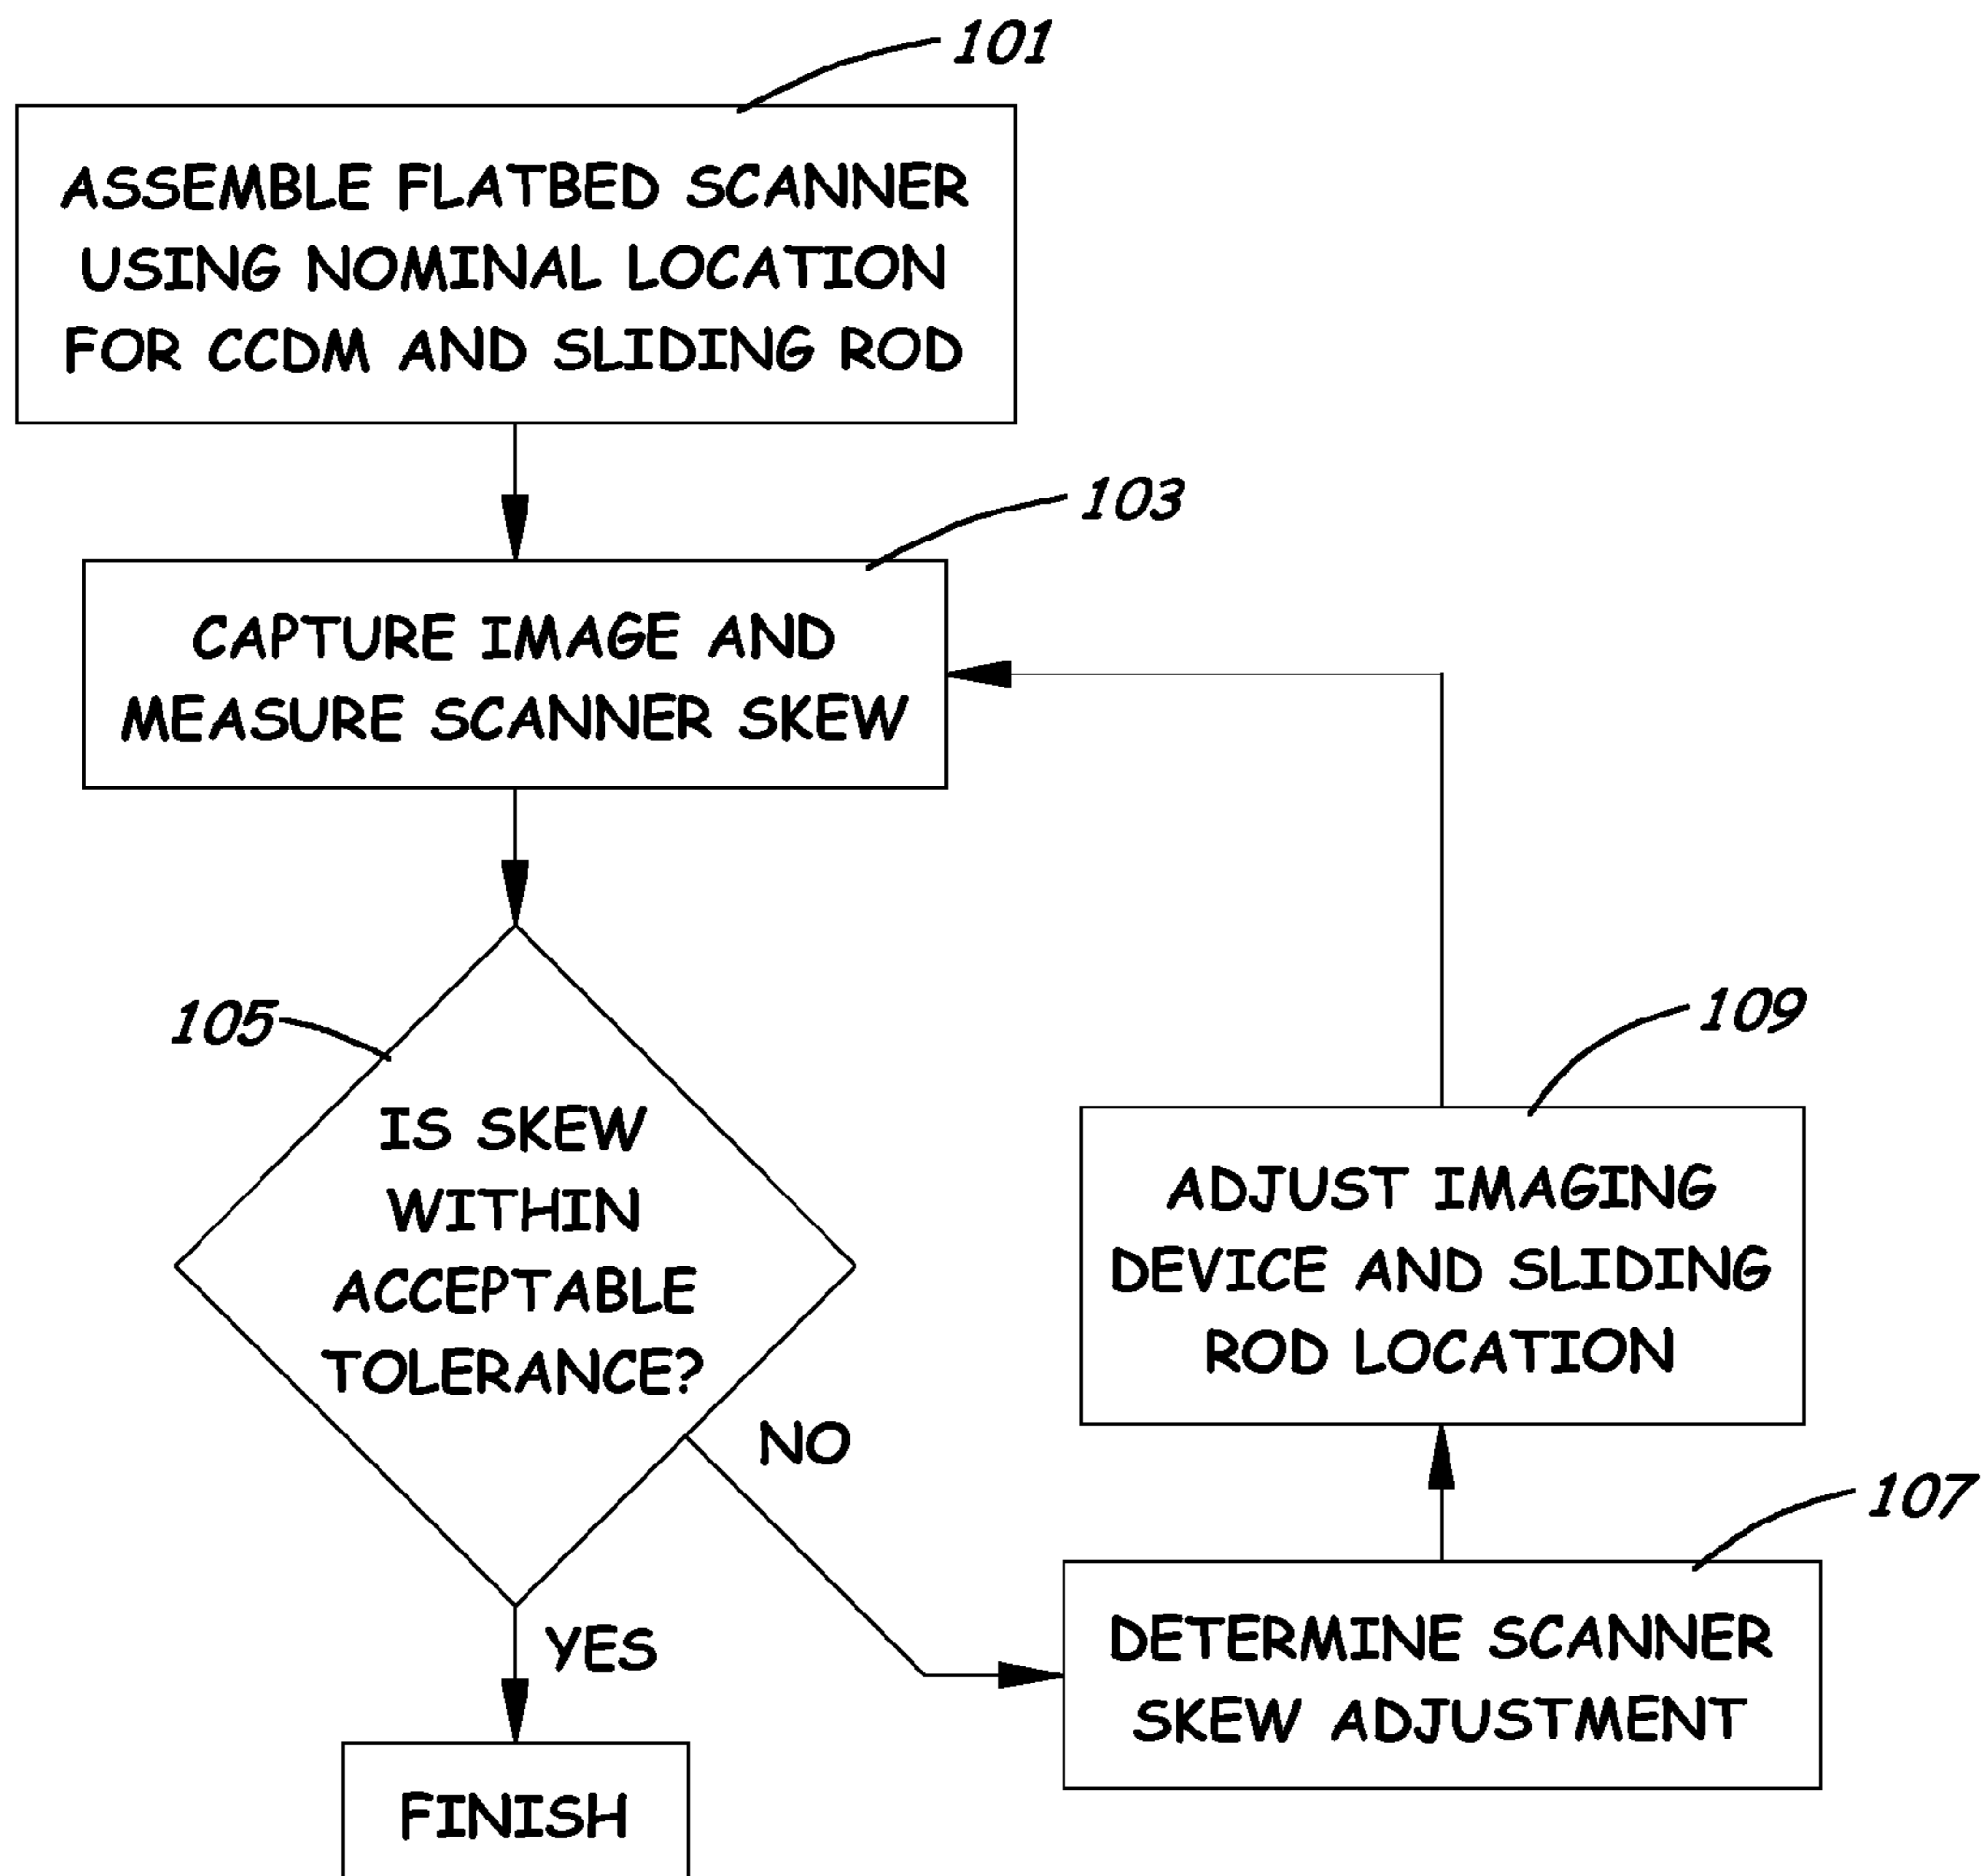 101
ASSEMBLE FLATBED SCANNER
USING NOMINAL LOCATION
FOR CCDM AND SLIDING ROD
103
CAPTURE IMAGE AND
MEASURE SCANNER SKEW
105
IS SKEW
WITHIN
ACCEPTABLE
TOLERANCE?
NO
YES
FINISH
109
ADJUST IMAGING
DEVICE AND SLIDING
ROD LOCATION
107
DETERMINE SCANNER
SKEW ADJUSTMENT